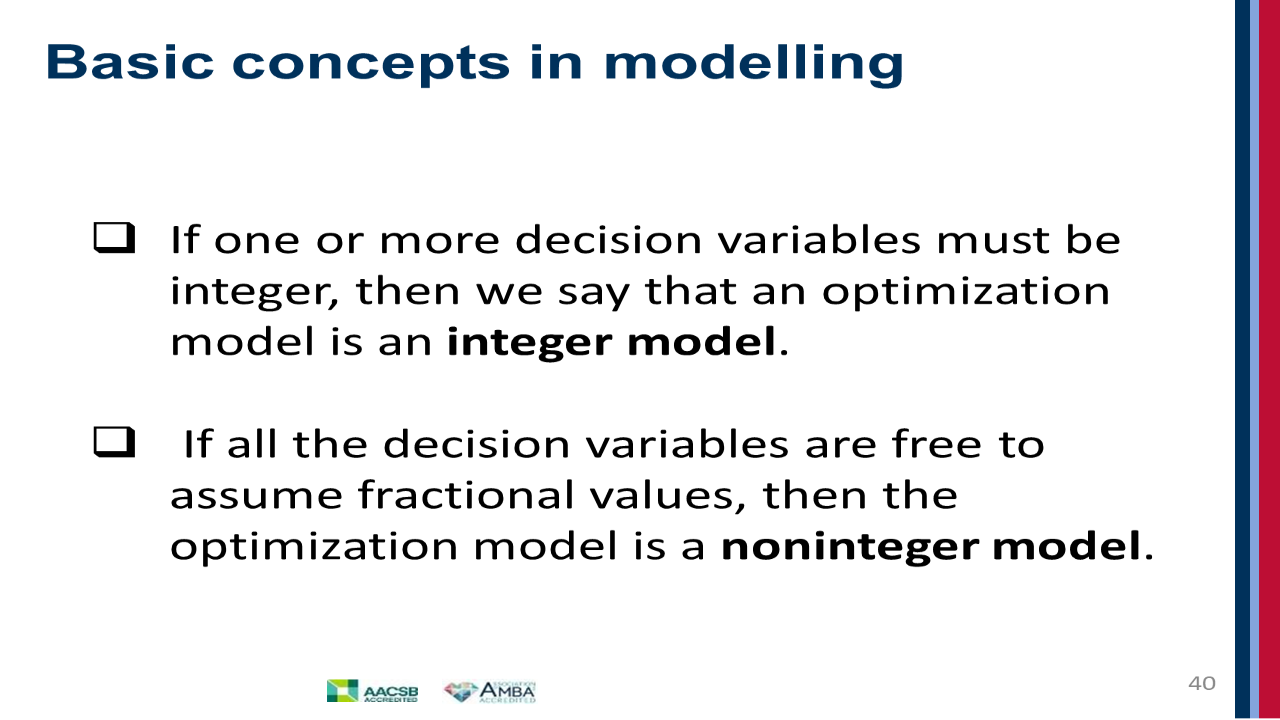 Basic concepts in modelling
If one or more decision variables must be
integer, then we say that an optimization
model is an integer model.
If all the decision variables are free to
assume fractional values, then the
optimization model is a noninteger model.
AACSB
ACCREDITED
ASSOCIATION
AMBA
ACCREDITED
40